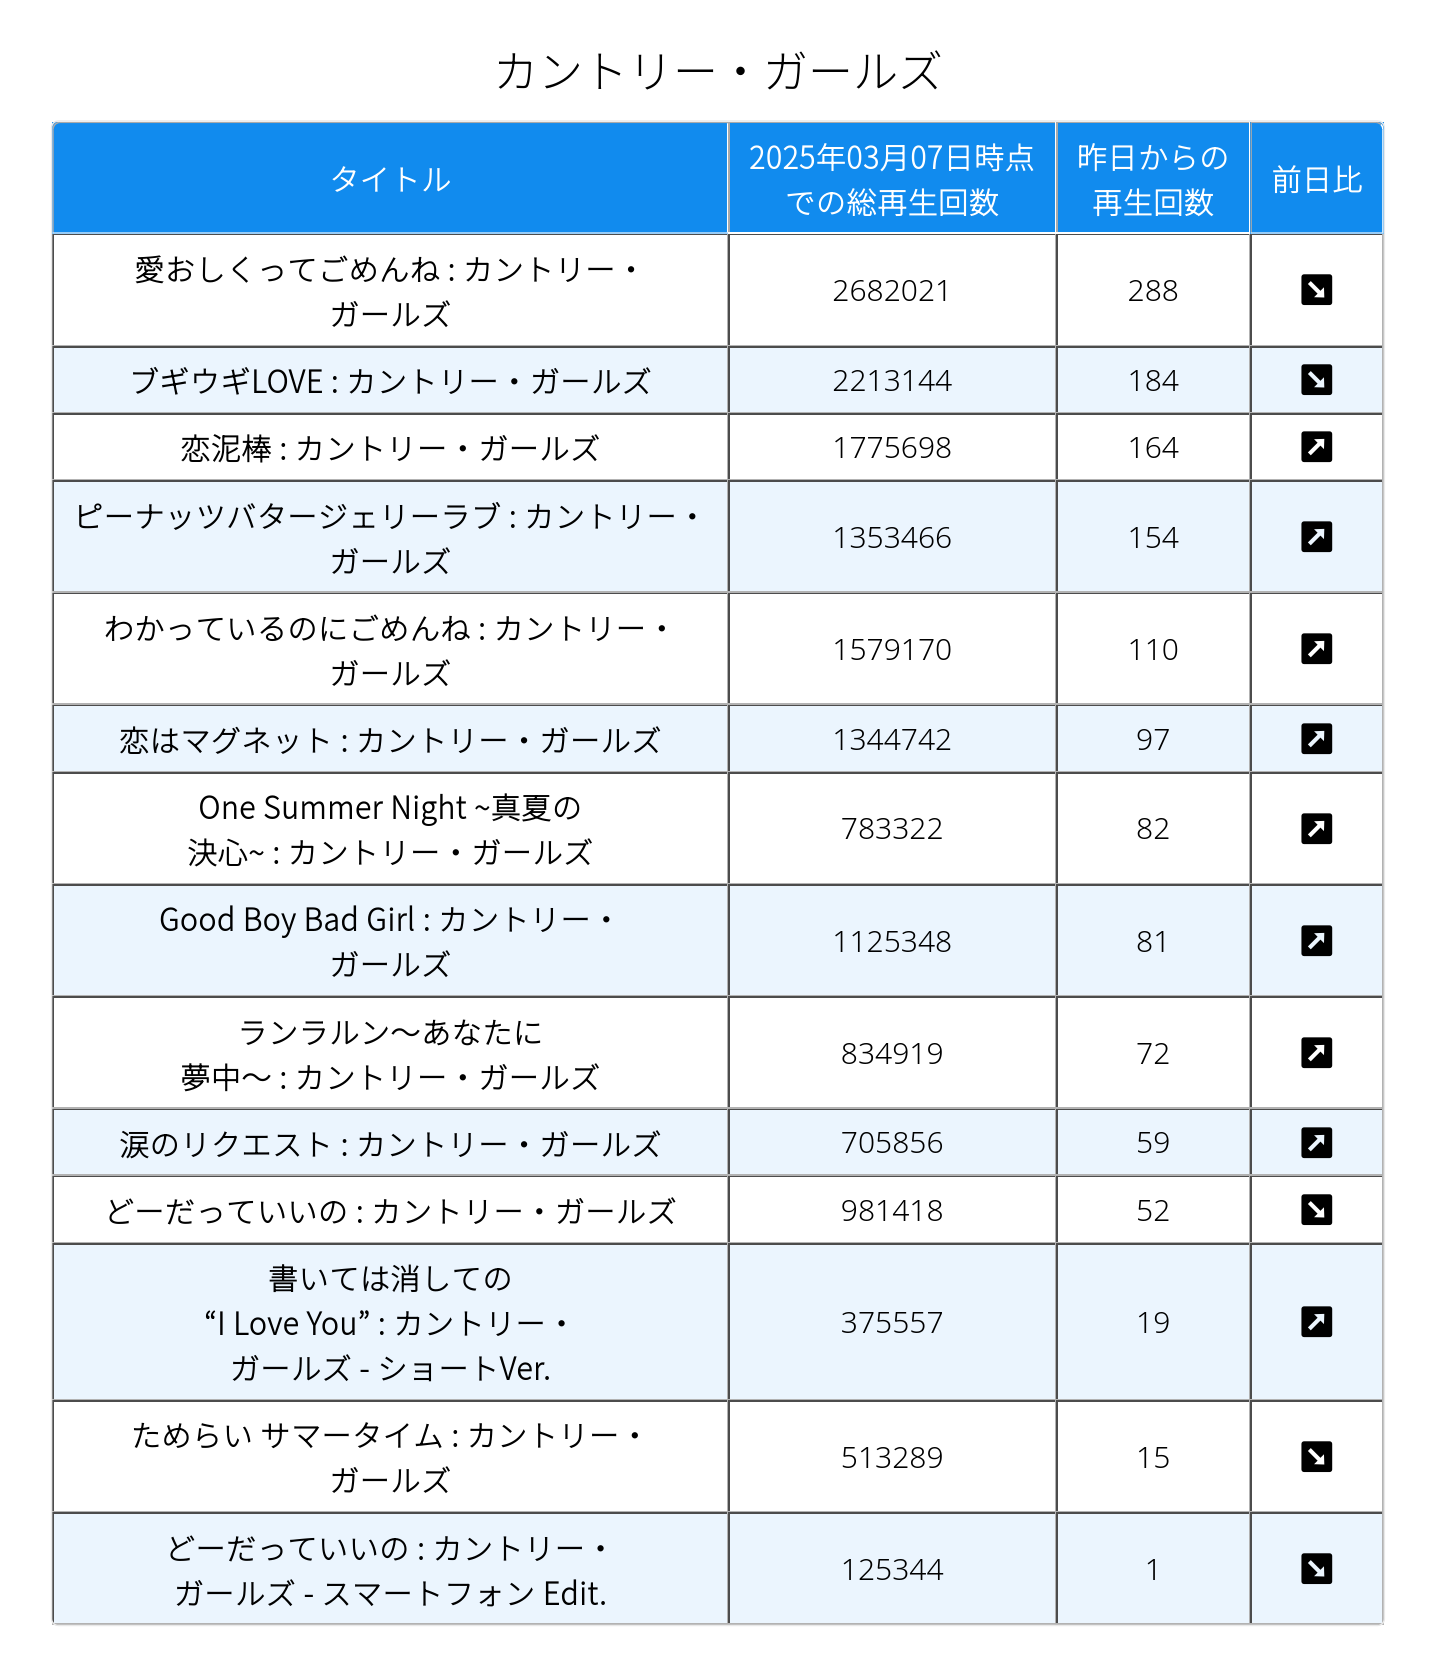 カントリー・ガールズ
タイトル
2025年03月07日時点
での総再生回数
昨日からの
再生回数
前日比
愛おしくってごめんね : カントリー・
ガールズ
2682021
288
ブギウギLOVE : カントリー・ガールズ
2213144
184
恋泥棒 : カントリー・ガールズ
1775698
164
ピーナッツバタージェリーラブ : カントリー・
ガールズ
1353466
154
わかっているのにごめんね : カントリー・
ガールズ
1579170
110
恋はマグネット : カントリー・ガールズ
1344742
97
One Summer Night ~真夏の
決心~ : カントリー・ガールズ
783322
82
Good Boy Bad Girl : カントリー・
ガールズ
1125348
81
ランラルン～あなたに
夢中～ : カントリー・ガールズ
834919
72
涙のリクエスト : カントリー・ガールズ
705856
59
どーだっていいの : カントリー・ガールズ
981418
52
書いては消しての
“I Love You” : カントリー・
ガールズ - ショートVer.
375557
19
ためらい サマータイム : カントリー・
ガールズ
513289
15
どーだっていいの : カントリー・
ガールズ - スマートフォン Edit.
125344
1